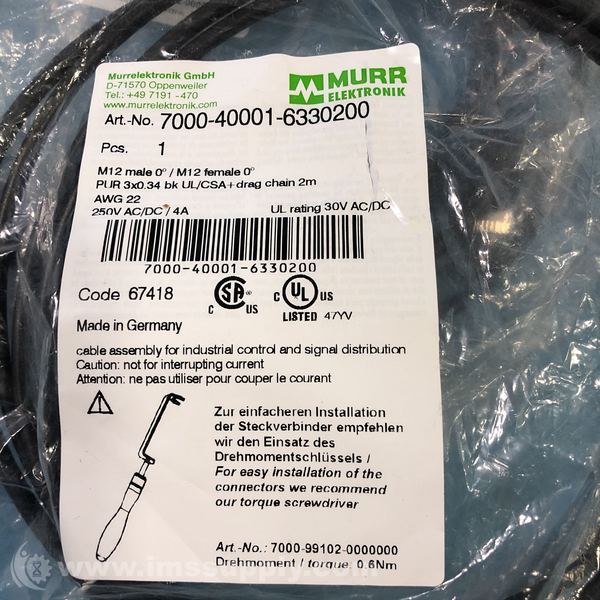 Murrelektronik GmbH
D-71570 Oppenweiler
Tel.: +49 7191 -470
www.murrelektronik.com
MURR
ELEKTRONIK
Art.-No. 7000-40001-6330200
Pcs. 1
M12 male 0° / M12 female 0°
PUR 3x0.34 bk UL/CSA+drag chain 2m
AWG 22
250V AC/DC / 4A UL rating 30V AC/DC
7000-40001-6330200
Code 67418
C SA US
C UL US
LISTED 47YV
Made in Germany
cable assembly for industrial control and signal distribution
Caution: not for interrupting current
Attention: ne pas utiliser pour couper le courant
Zur einfacheren Installation
der Steckverbinder empfehlen
wir den Einsatz des
Drehmomentschlüssels /
For easy installation of the
connectors we recommend
our torque screwdriver
Art.-No.: 7000-99102-0000000
Drehmoment / torque: 0.6Nm
www.imssupply.com